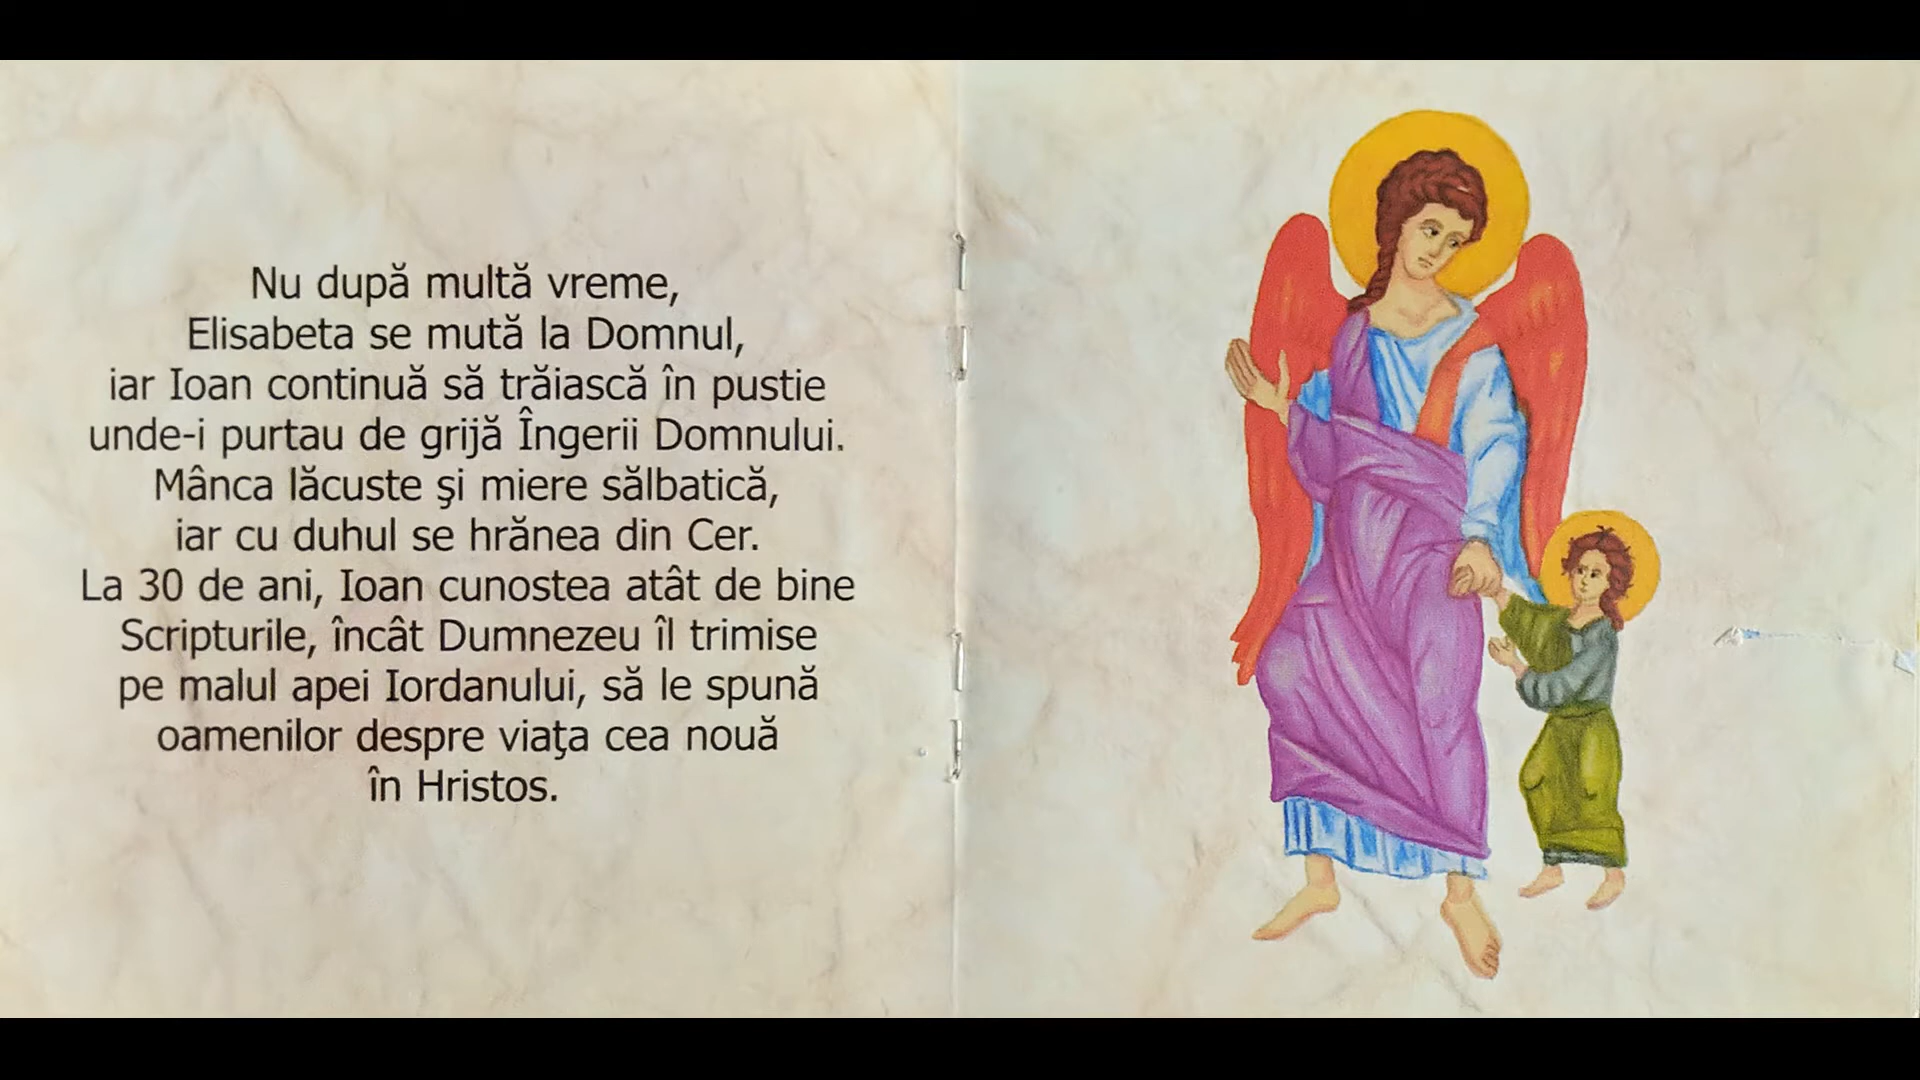 Nu după multă vreme,
Elisabeta se mută la Domnul,
iar Ioan continuă să trăiască în pustie
unde-i purtau de grijă Îngerii Domnului.
Mânca lăcuste şi miere sălbatică,
iar cu duhul se hrănea din Cer.
La 30 de ani, Ioan cunostea atât de bine
Scripturile, încât Dumnezeu îl trimise
pe malul apei Iordanului, să le spună
oamenilor despre viaţa cea nouă
în Hristos.